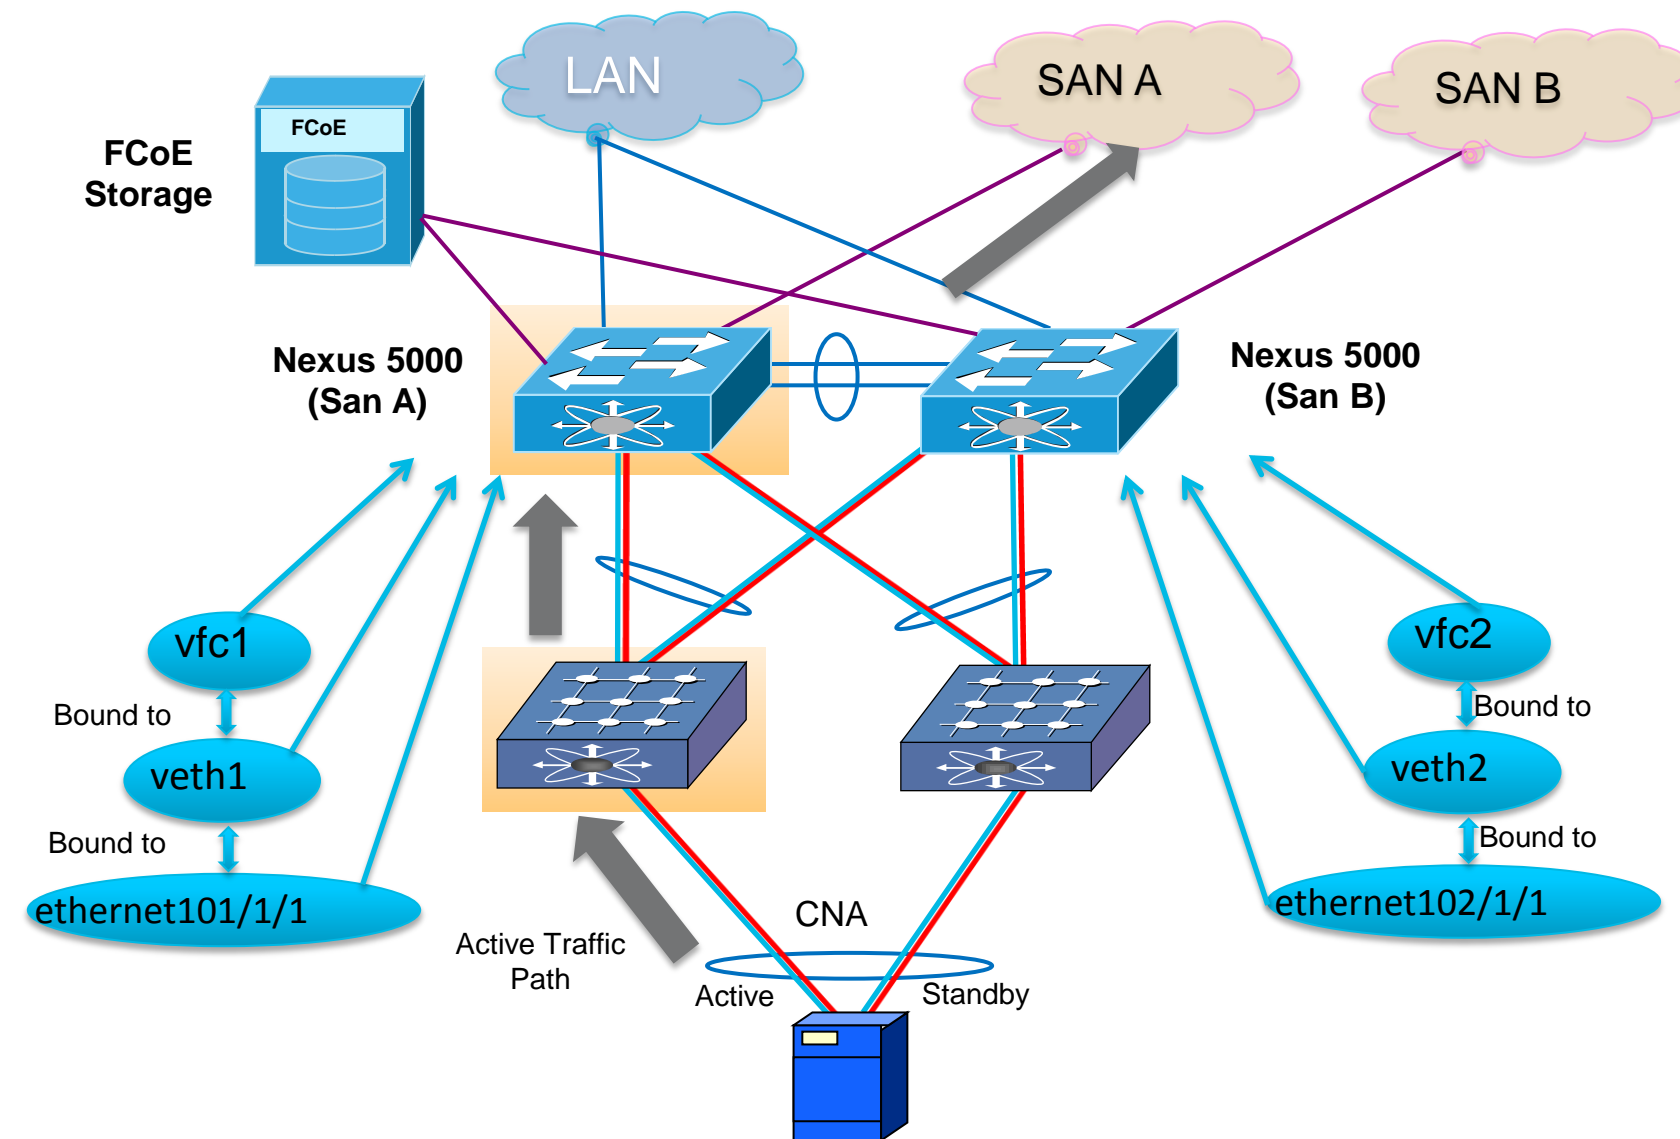 LAN
SAN A
SAN B
FCoE
FCoE
Storage
Nexus 5000
(San A)
Nexus 5000
(San B)
vfc1
Bound to
veth1
Bound to
ethernet101/1/1
vfc2
Bound to
veth2
Bound to
ethernet102/1/1
CNA
Active Traffic
Path
Active
Standby